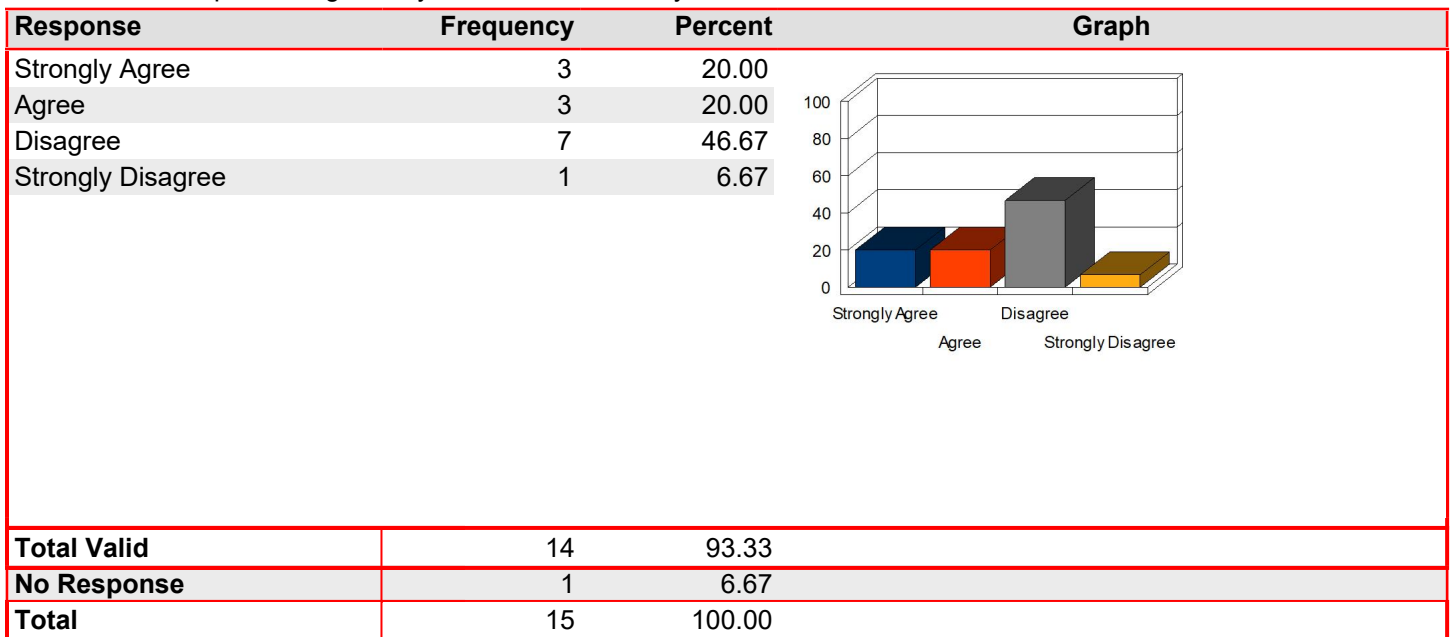 Response Frequency Percent Graph
Strongly Agree 3 20.00
Agree 3 20.00
Disagree 7 46.67
Strongly Disagree 1 6.67
100
80
60
40
20
0
Strongly Agree Disagree
Agree Strongly Disagree
Total Valid 14 93.33
No Response 1 6.67
Total 15 100.00